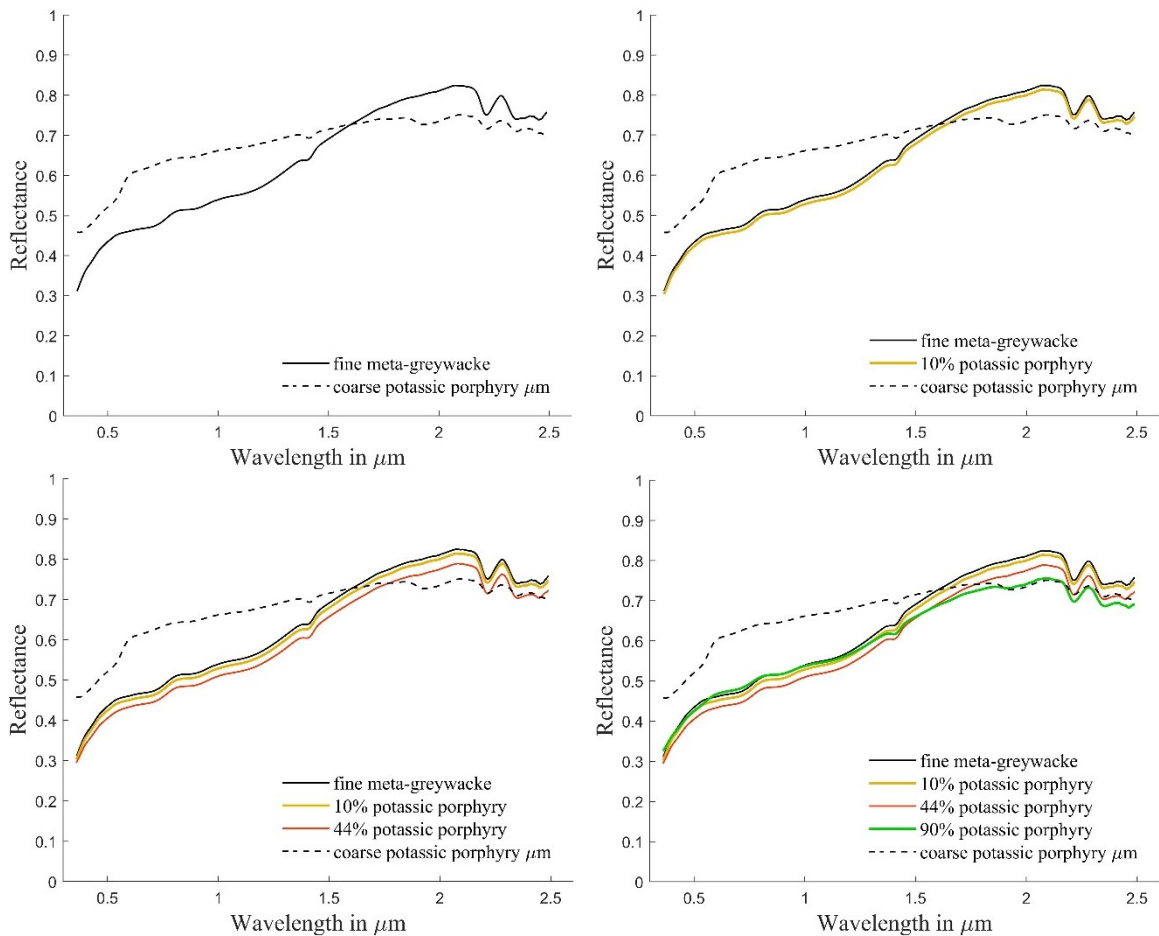 1
0.9
0.8
0.7
0.6
0.5
0.4
0.3
0.2
0.1
0
Reflectance
fine meta-greywacke
coarse potassic porphyry μm
0.5 1 1.5 2 2.5
Wavelength in μm
1
0.9
0.8
0.7
0.6
0.5
0.4
0.3
0.2
0.1
0
Reflectance
fine meta-greywacke
10% potassic porphyry
coarse potassic porphyry μm
0.5 1 1.5 2 2.5
Wavelength in μm
1
0.9
0.8
0.7
0.6
0.5
0.4
0.3
0.2
0.1
0
Reflectance
fine meta-greywacke
10% potassic porphyry
44% potassic porphyry
coarse potassic porphyry μm
0.5 1 1.5 2 2.5
Wavelength in μm
1
0.9
0.8
0.7
0.6
0.5
0.4
0.3
0.2
0.1
0
Reflectance
fine meta-greywacke
10% potassic porphyry
44% potassic porphyry
90% potassic porphyry
coarse potassic porphyry μm
0.5 1 1.5 2 2.5
Wavelength in μm